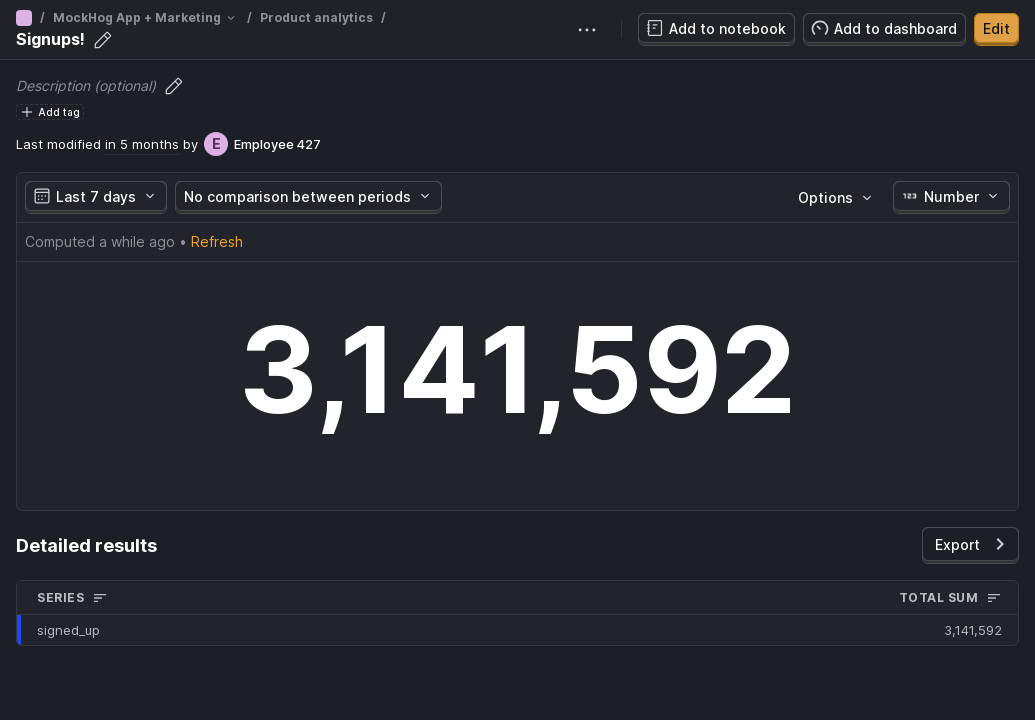 / MockHog App + Marketing / Product analytics /
Signups!
Add to notebook
Add to dashboard
Edit
Description (optional)
Add tag
Last modified in 5 months by E Employee 427
Last 7 days
No comparison between periods
Options
123 Number
Computed a while ago • Refresh
3,141,592
Detailed results
Export
SERIES TOTAL SUM
signed_up 3,141,592